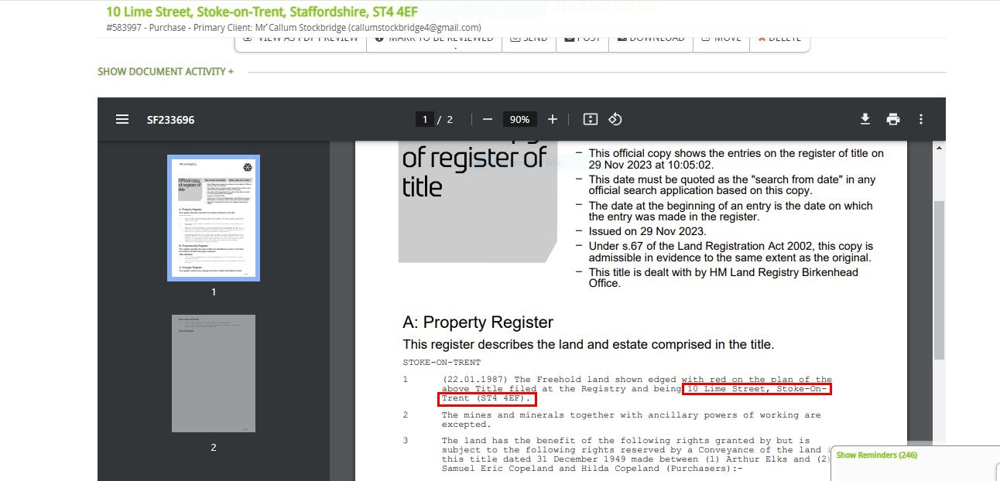 10 Lime Street, Stoke-on-Trent, Staffordshire, ST4 4EF
#583997 - Purchase - Primary Client: Mr Callum Stockbridge (callumstockbridge4@gmail.com)
VIEW AS PDF PREVIEW MARK TO BE REVIEWED SEND POST DOWNLOAD MOVE DELETE
SHOW DOCUMENT ACTIVITY +
SF233696 1 / 2 90%
of register of
title
– This official copy shows the entries on the register of title on
29 Nov 2023 at 10:05:02.
– This date must be quoted as the "search from date" in any
official search application based on this copy.
– The date at the beginning of an entry is the date on which
the entry was made in the register.
– Issued on 29 Nov 2023.
– Under s.67 of the Land Registration Act 2002, this copy is
admissible in evidence to the same extent as the original.
– This title is dealt with by HM Land Registry Birkenhead
Office.
Official copy
of register of
title
1
2
A: Property Register
This register describes the land and estate comprised in the title.
STOKE-ON-TRENT
1 (22.01.1987) The Freehold land shown edged with red on the plan of the
above Title filed at the Registry and being 10 Lime Street, Stoke-On-
Trent (ST4 4EF).
2 The mines and minerals together with ancillary powers of working are
excepted.
3 The land has the benefit of the following rights granted by but is
subject to the following rights reserved by a Conveyance of the land
this title dated 31 December 1949 made between (1) Arthur Elks and (2)
Samuel Eric Copeland and Hilda Copeland (Purchasers):-
Show Reminders (246)